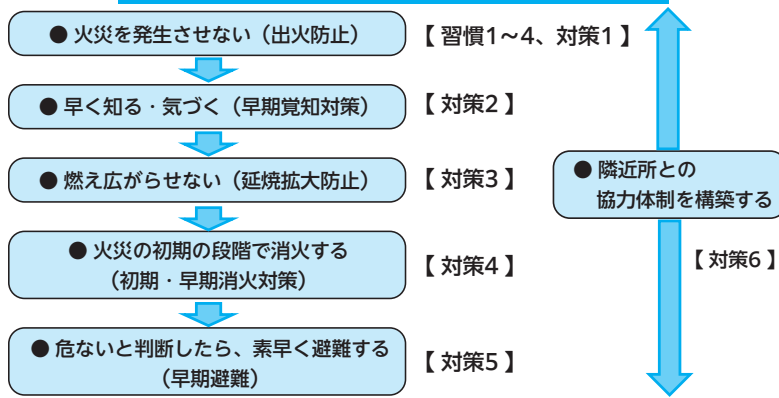 ● 火災を発生させない（出火防止）
【 習慣1～4、対策1 】
● 早く知る・気づく（早期覚知対策）
【 対策2 】
● 燃え広がらせない（延焼拡大防止）
【 対策3 】
● 火災の初期の段階で消火する
（初期・早期消火対策）
【 対策4 】
● 危ないと判断したら、素早く避難する
（早期避難）
【 対策5 】
● 隣近所との
協力体制を構築する
【 対策6 】